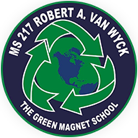 MS 217 ROBERT A. VAN WYCK
THE GREEN MAGNET SCHOOL